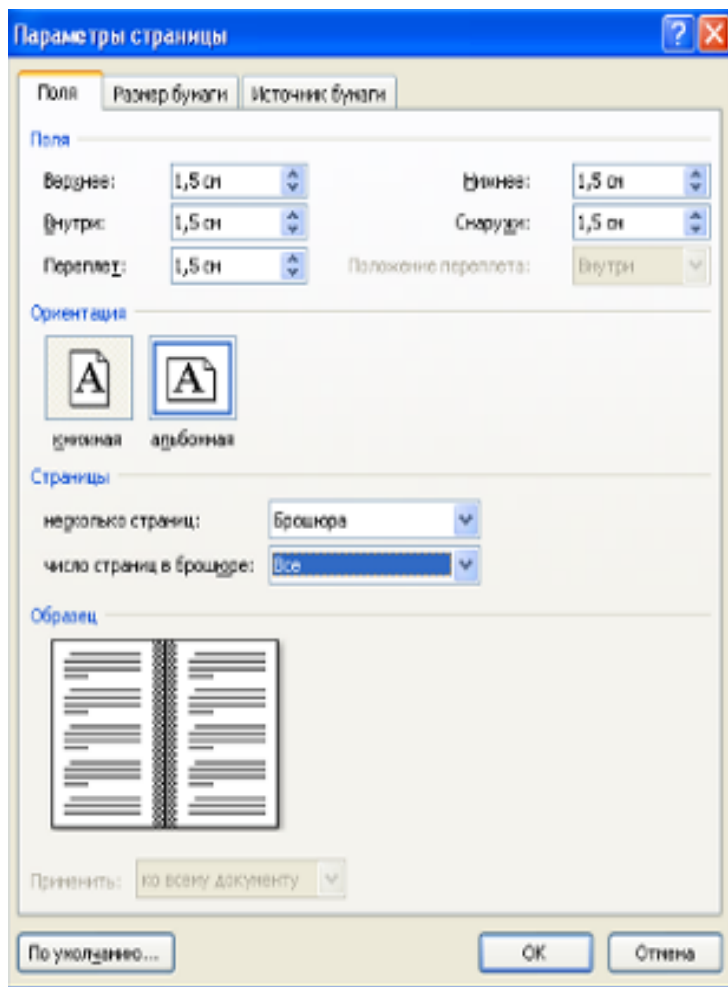 Параметры страницы
Поля Размер бумаги Источник бумаги
Поля
Верхнее: 1,5 см Нижнее: 1,5 см
Внутри: 1,5 см Снаружи: 1,5 см
Переплет: 1,5 см Положение переплета: Внутри
Ориентация
A A
книжная альбомная
Страницы
несколько страниц: Брошюра
число страниц в брошюре: Все
Образец
Применить: ко всему документу
По умолчанию... ОК Отмена